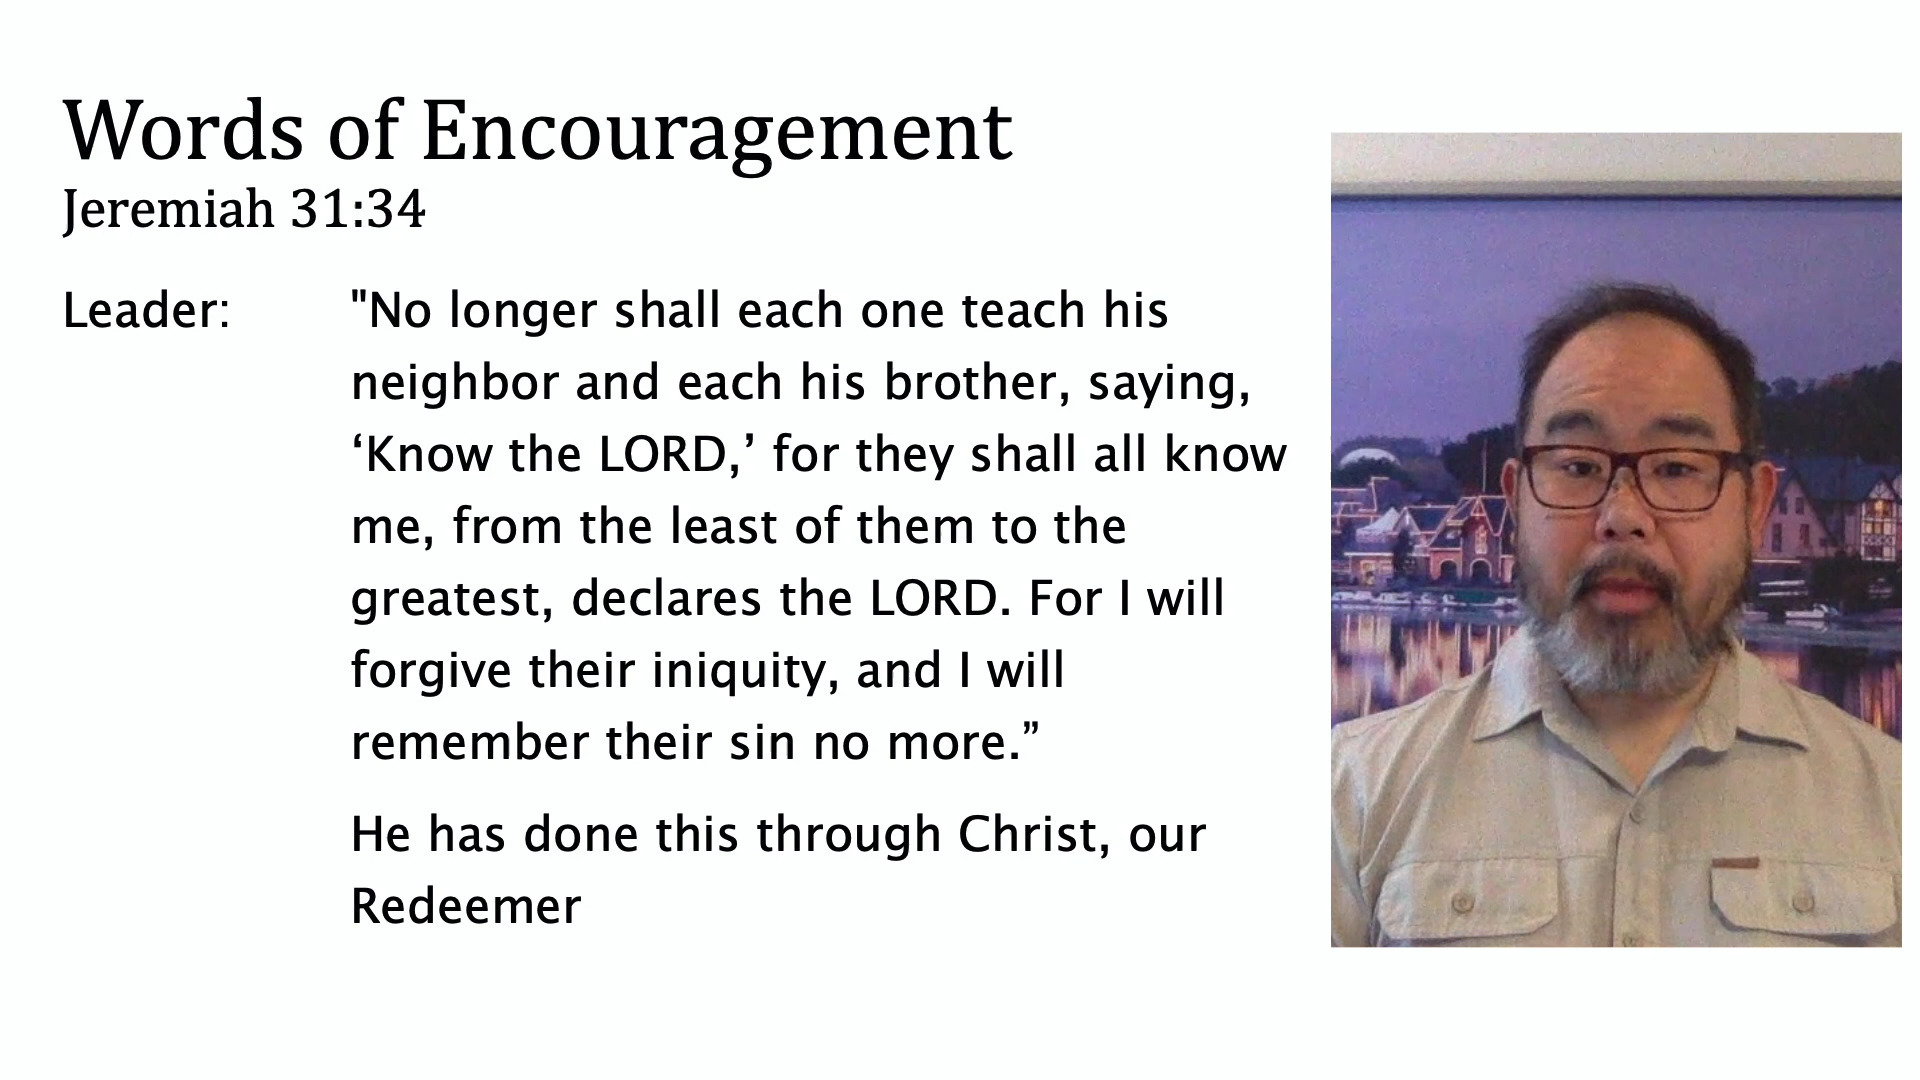 Words of Encouragement
Jeremiah 31:34
Leader: "No longer shall each one teach his
neighbor and each his brother, saying,
‘Know the LORD,’ for they shall all know
me, from the least of them to the
greatest, declares the LORD. For I will
forgive their iniquity, and I will
remember their sin no more.”
He has done this through Christ, our
Redeemer